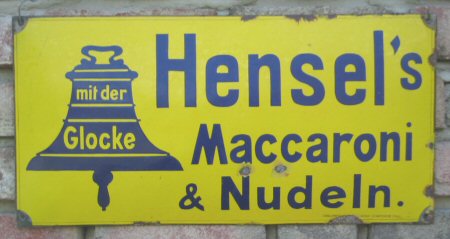 mit der
Glocke
Hensel's
Maccaroni
& Nudeln.